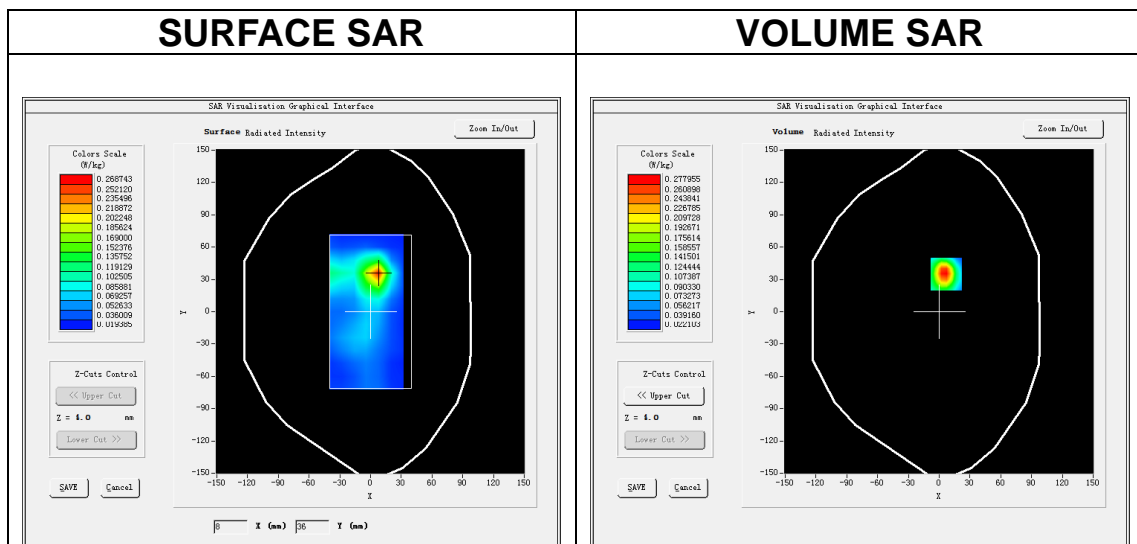 SURFACE SAR
VOLUME SAR
SAR Visualisation Graphical Interface
Surface Radiated Intensity
Zoom In/Out
Colors Scale
(W/kg)
0.268743
0.252120
0.235496
0.218872
0.202248
0.185624
0.169000
0.152376
0.135752
0.119129
0.102505
0.085881
0.069257
0.052633
0.036009
0.019385
150
120
90
60
30
0
-30
-60
-90
-120
-150
Y
-150 -120 -90 -60 -30 0 30 60 90 120 150
X
Z-Cuts Control
<< Upper Cut
Z = 4.0 mm
Lower Cut >>
SAVE Cancel
8 X (mm) 36 Y (mm)
SAR Visualisation Graphical Interface
Volume Radiated Intensity
Zoom In/Out
Colors Scale
(W/kg)
0.277955
0.260898
0.243841
0.226785
0.209728
0.192671
0.175614
0.158557
0.141501
0.124444
0.107387
0.090330
0.073273
0.056217
0.039160
0.022103
150
120
90
60
30
0
-30
-60
-90
-120
-150
Y
-150 -120 -90 -60 -30 0 30 60 90 120 150
X
Z-Cuts Control
<< Upper Cut
Z = 4.0 mm
Lower Cut >>
SAVE Cancel